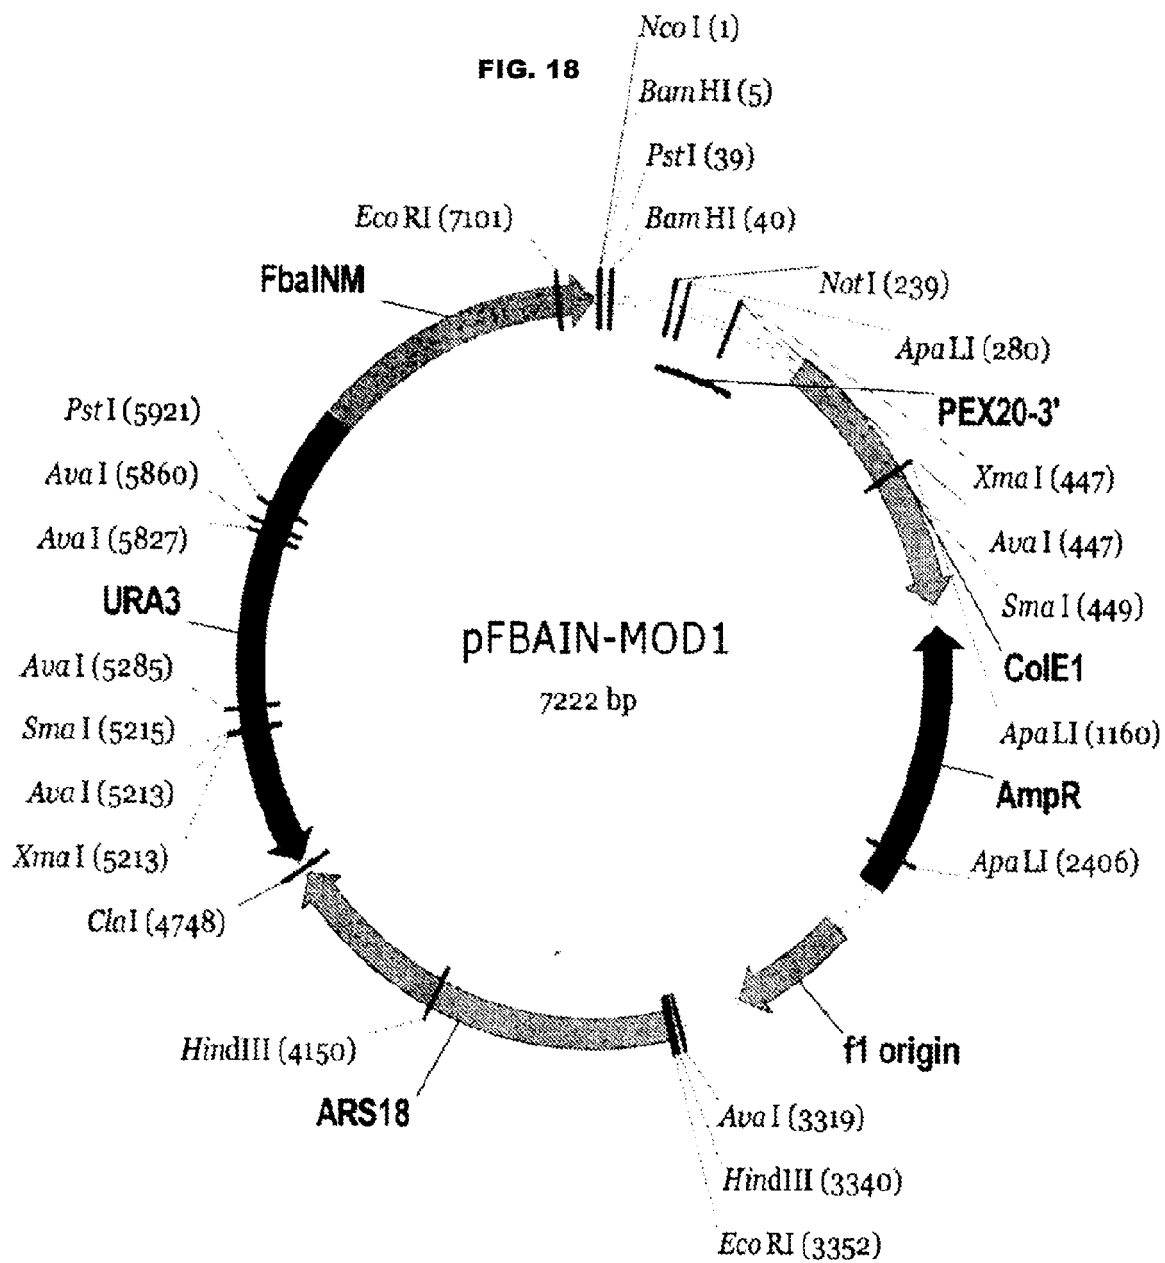 FIG. 18
NcoI (1)
BamHI (5)
PstI (39)
BamHI (40)
EcoRI (7101)
FbaINM
NotI (239)
ApaLI (280)
PEX20-3'
PstI (5921)
AvaI (5860)
XmaI (447)
AvaI (5827)
AvaI (447)
URA3
SmaI (449)
pFBAIN-MOD1
7222 bp
AvaI (5285)
ColE1
SmaI (5215)
ApaLI (1160)
AvaI (5213)
AmpR
XmaI (5213)
ApaLI (2406)
ClaI (4748)
HindIII (4150)
f1 origin
ARS18
AvaI (3319)
HindIII (3340)
EcoRI (3352)